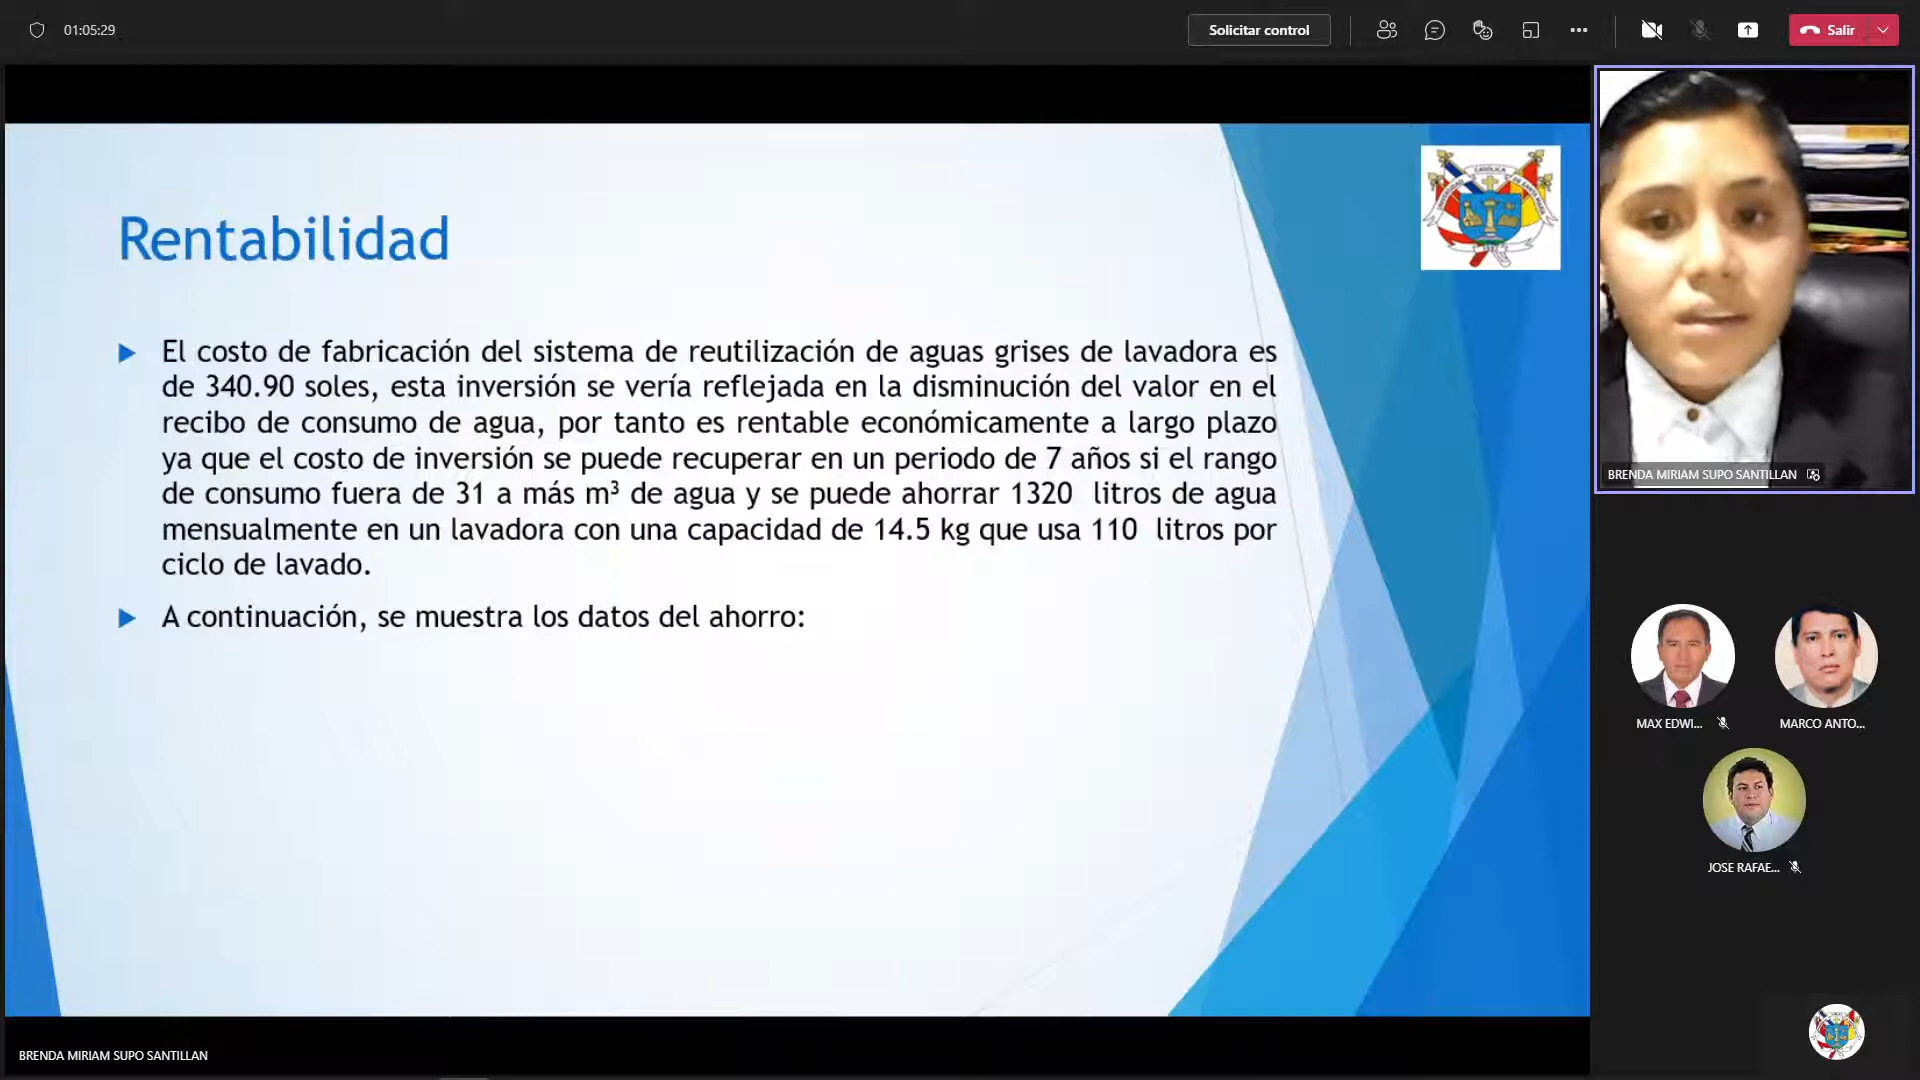 01:05:29
Solicitar control
Salir
Rentabilidad
El costo de fabricación del sistema de reutilización de aguas grises de lavadora es
de 340.90 soles, esta inversión se vería reflejada en la disminución del valor en el
recibo de consumo de agua, por tanto es rentable económicamente a largo plazo
ya que el costo de inversión se puede recuperar en un periodo de 7 años si el rango
de consumo fuera de 31 a más m³ de agua y se puede ahorrar 1320 litros de agua
mensualmente en un lavadora con una capacidad de 14.5 kg que usa 110 litros por
ciclo de lavado.
A continuación, se muestra los datos del ahorro:
BRENDA MIRIAM SUPO SANTILLAN
MAX EDWI...
MARCO ANTO...
JOSE RAFAE...
BRENDA MIRIAM SUPO SANTILLAN